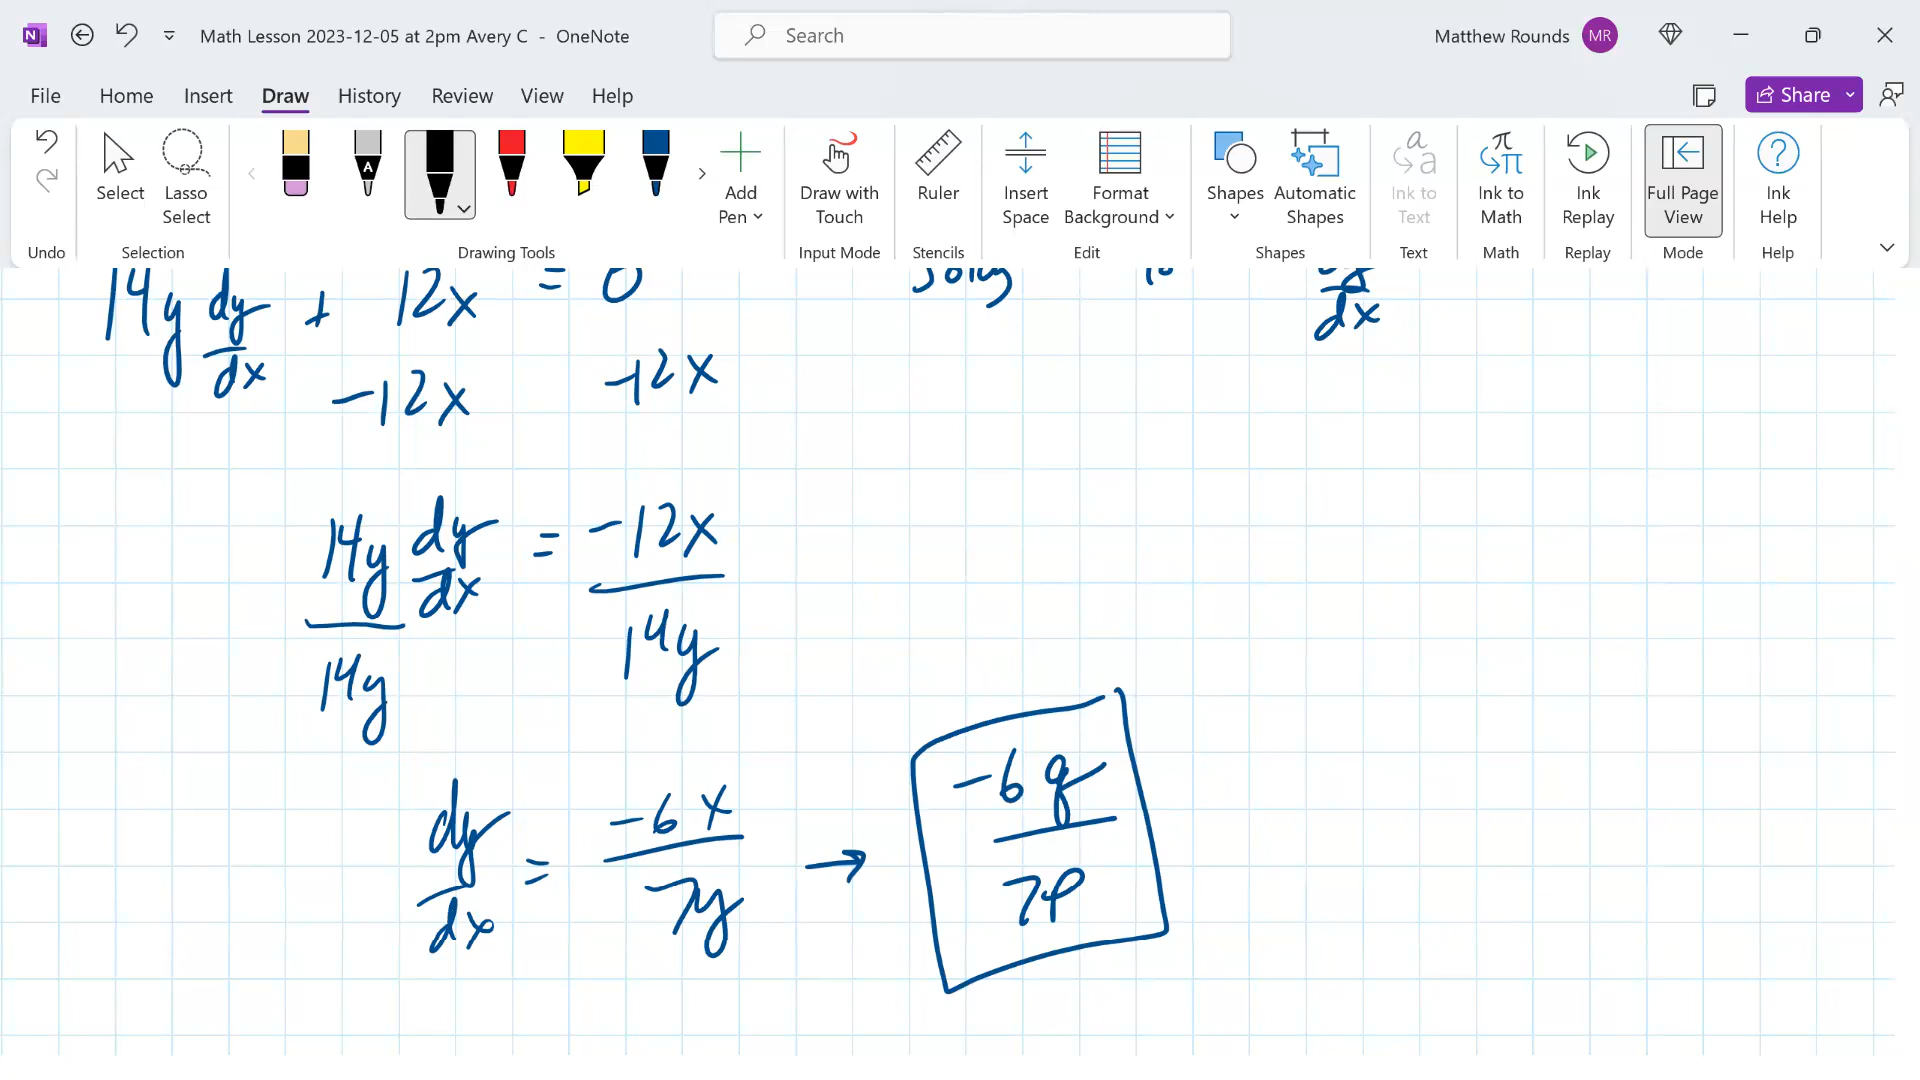 Math Lesson 2023-12-05 at 2pm Avery C - OneNote
Search
Matthew Rounds MR
File Home Insert Draw History Review View Help
Share
Select
Lasso Select
A
Add Pen
Draw with Touch
Ruler
Insert Space
Format Background
Shapes
Automatic Shapes
Ink to Text
Ink to Math
Ink Replay
Full Page View
Ink Help
Undo Selection Drawing Tools Input Mode Stencils Edit Shapes Text Math Replay Mode Help
14y dy/dx + 12x = 0
dy/dx
-12x -12x
14y dy/dx = -12x
14y 14y
dy/dx = -6x/7y → -6q/7p